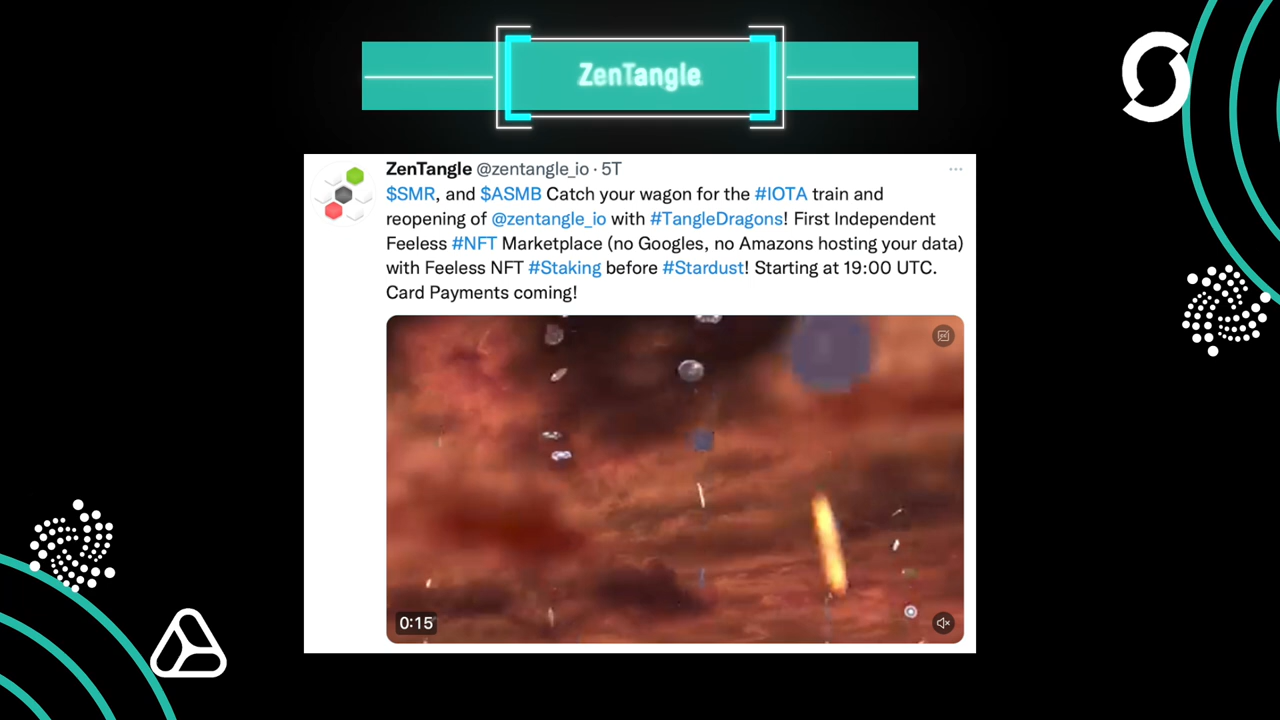 ZenTangle
ZenTangle @zentangle_io · 5T
$SMR, and $ASMB Catch your wagon for the #IOTA train and
reopening of @zentangle_io with #TangleDragons! First Independent
Feeless #NFT Marketplace (no Googles, no Amazons hosting your data)
with Feeless NFT #Staking before #Stardust! Starting at 19:00 UTC.
Card Payments coming!
0:15